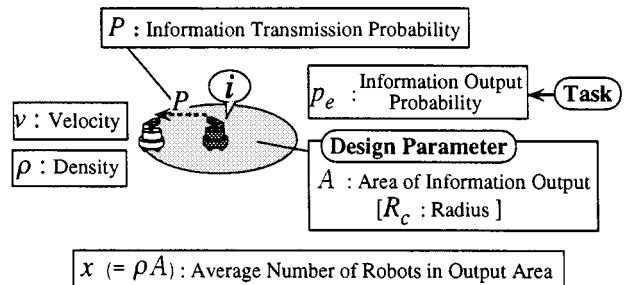 P : Information Transmission Probability
i
P
p_e : Information Output Probability
Task
v : Velocity
ρ : Density
Design Parameter
A : Area of Information Output
[R_c : Radius ]
x (= ρA) : Average Number of Robots in Output Area